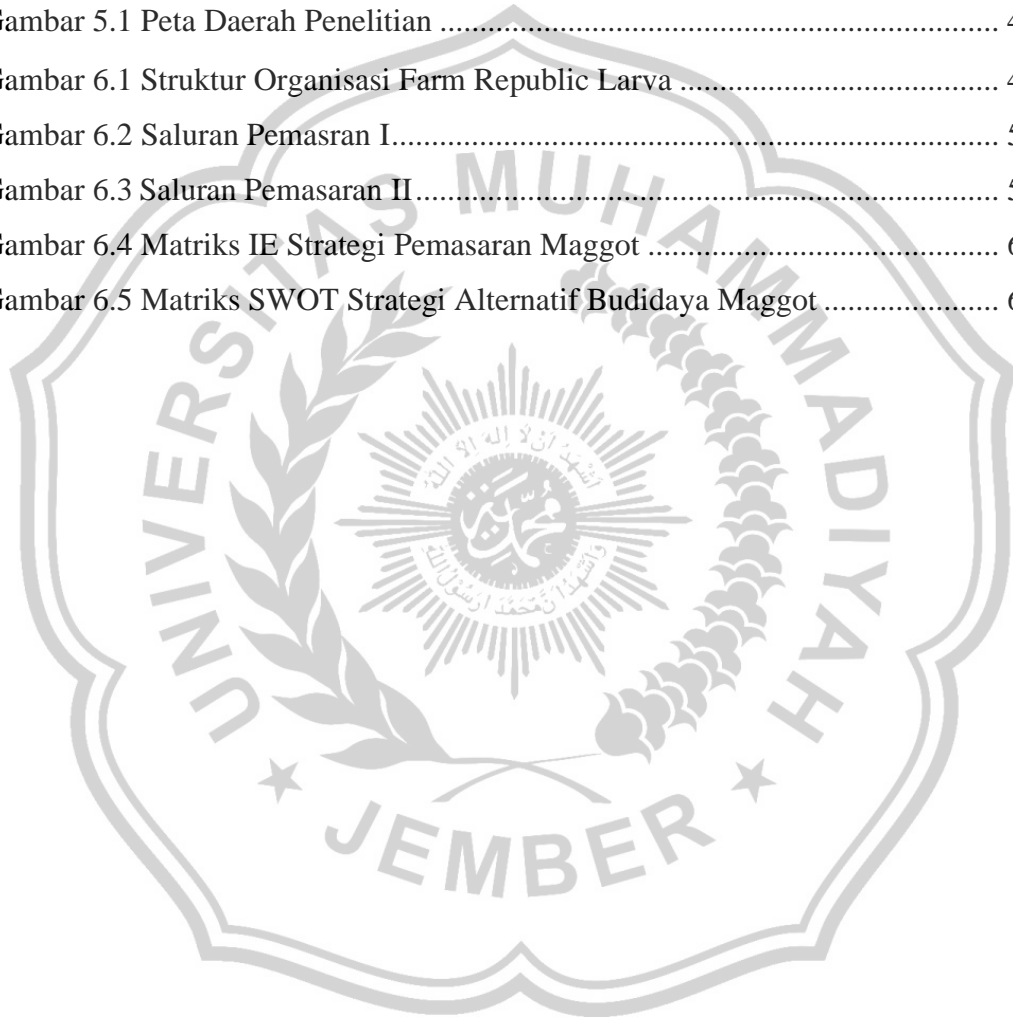 Gambar 5.1 Peta Daerah Penelitian ........................................................................ 4
Gambar 6.1 Struktur Organisasi Farm Republic Larva ......................................... 4
Gambar 6.2 Saluran Pemasran I............................................................................... 5
Gambar 6.3 Saluran Pemasaran II........................................................................... 5
Gambar 6.4 Matriks IE Strategi Pemasaran Maggot ............................................. 6
Gambar 6.5 Matriks SWOT Strategi Alternatif Budidaya Maggot ...................... 6
UNIVERSITAS MUHAMMADIYAH
JEMBER